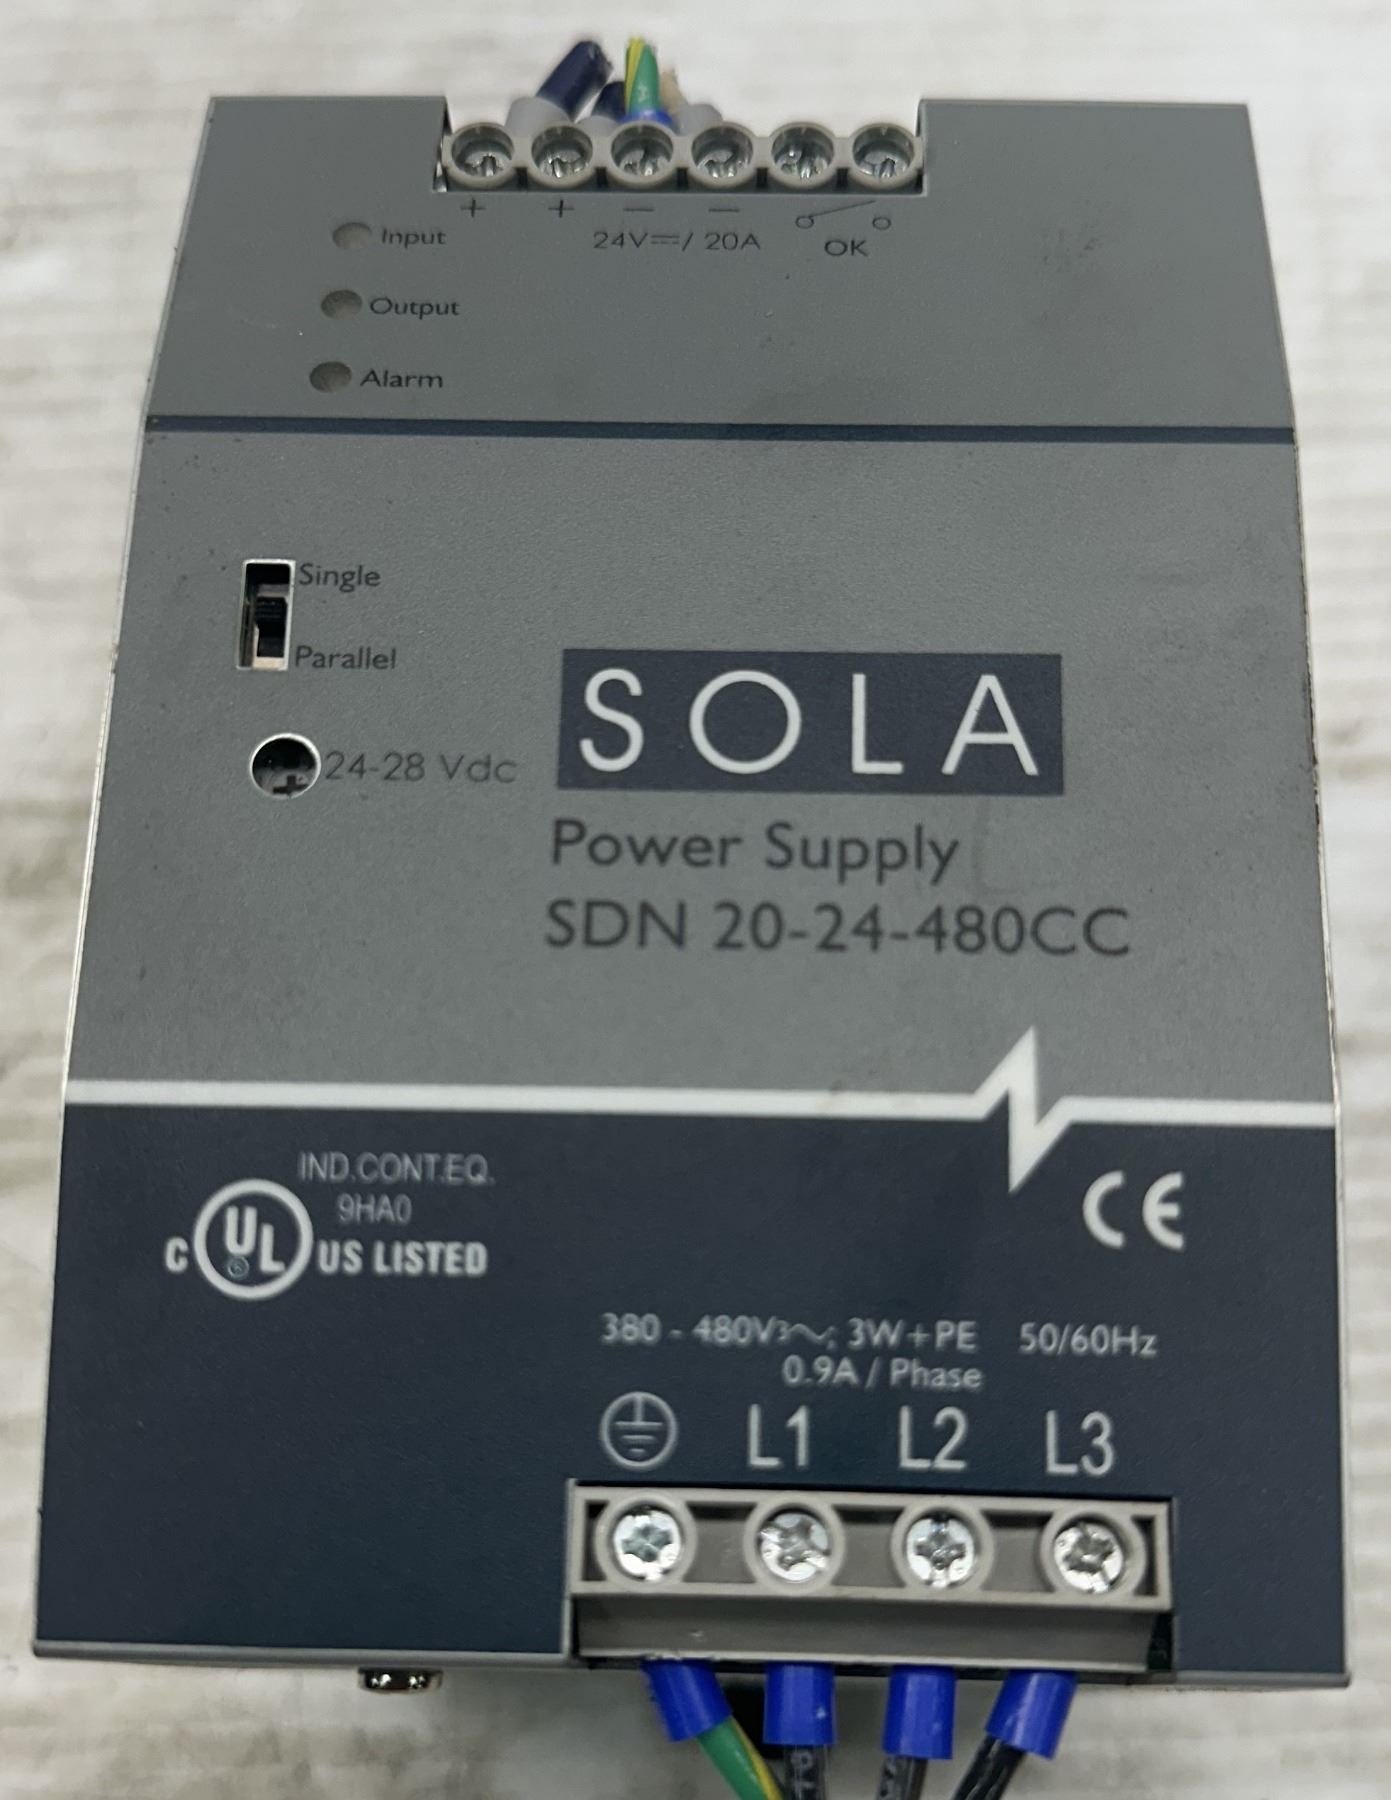 + + − −
24V⎓/ 20A
OK
Input
Output
Alarm
Single
Parallel
24-28 Vdc
SOLA
Power Supply
SDN 20-24-480CC
IND.CONT.EQ.
9HA0
C UL US LISTED
®
CE
380 - 480V3∿; 3W+PE 50/60Hz
0.9A / Phase
L1 L2 L3